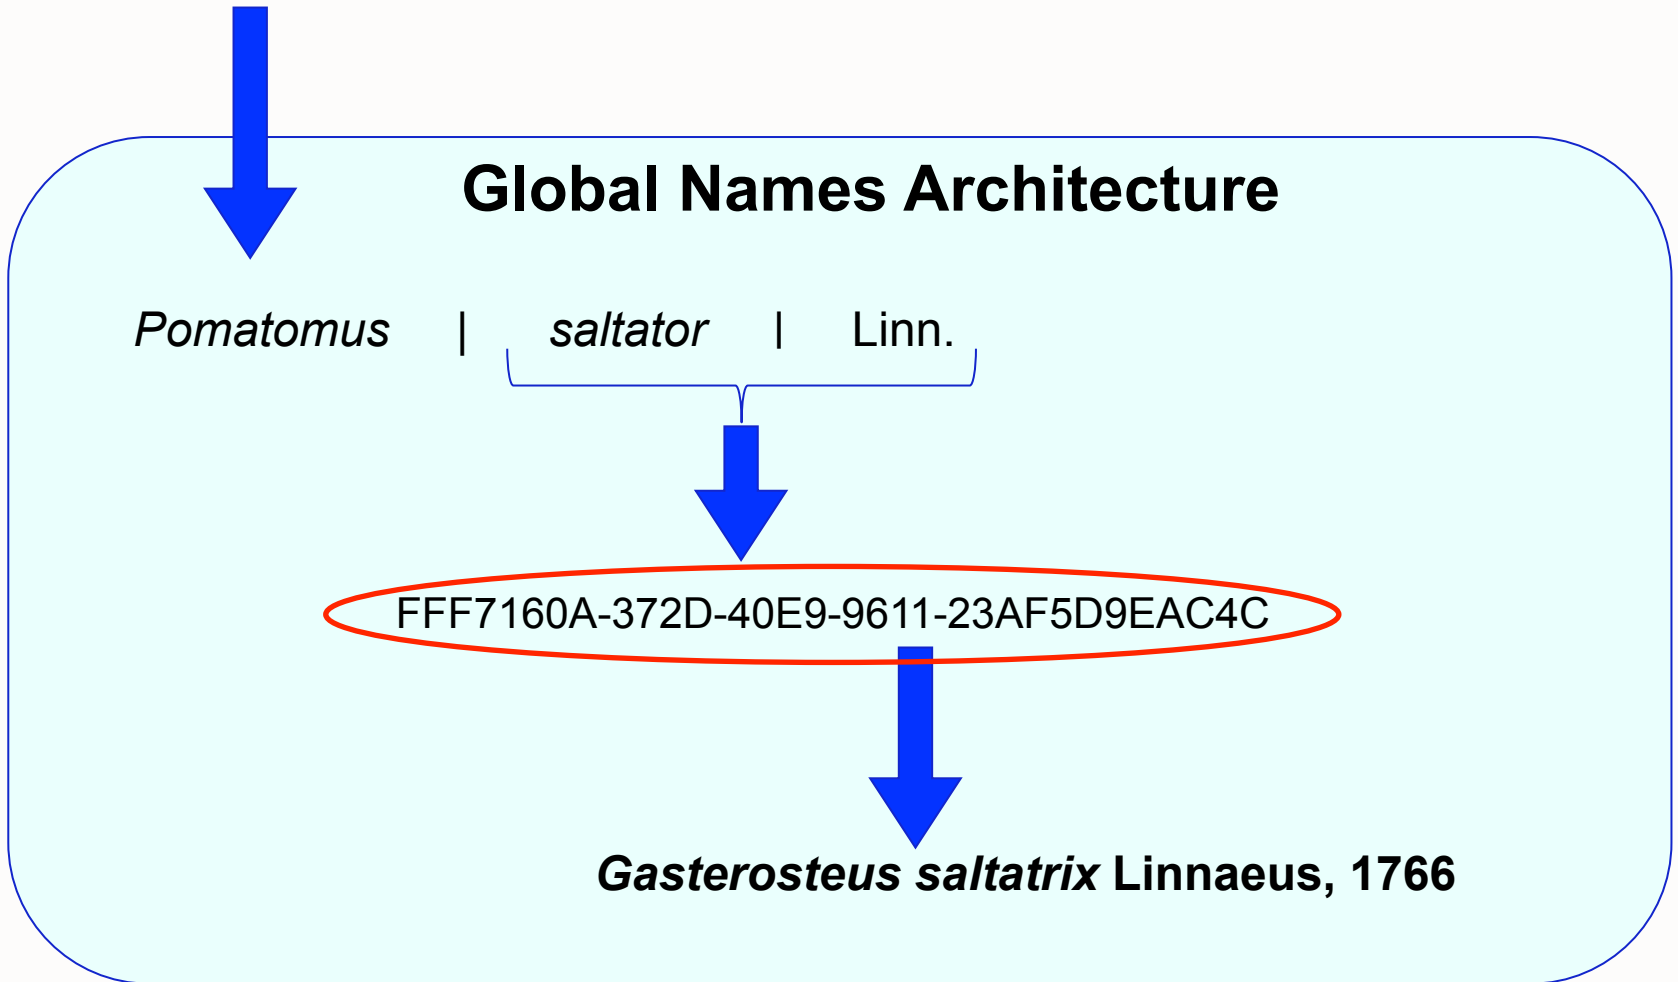 Global Names Architecture
Pomatomus | saltator | Linn.
FFF7160A-372D-40E9-9611-23AF5D9EAC4C
Gasterosteus saltatrix Linnaeus, 1766